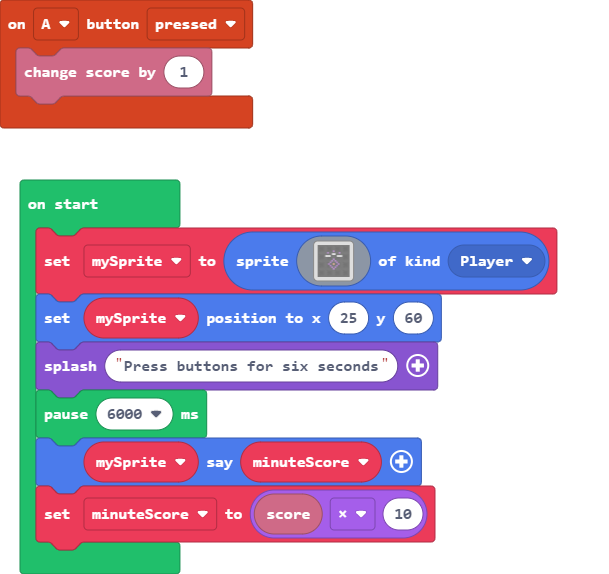 on A button pressed
change score by 1
on start
set mySprite to sprite of kind Player
set mySprite position to x 25 y 60
splash "Press buttons for six seconds"
pause 6000 ms
mySprite say minuteScore
set minuteScore to score × 10